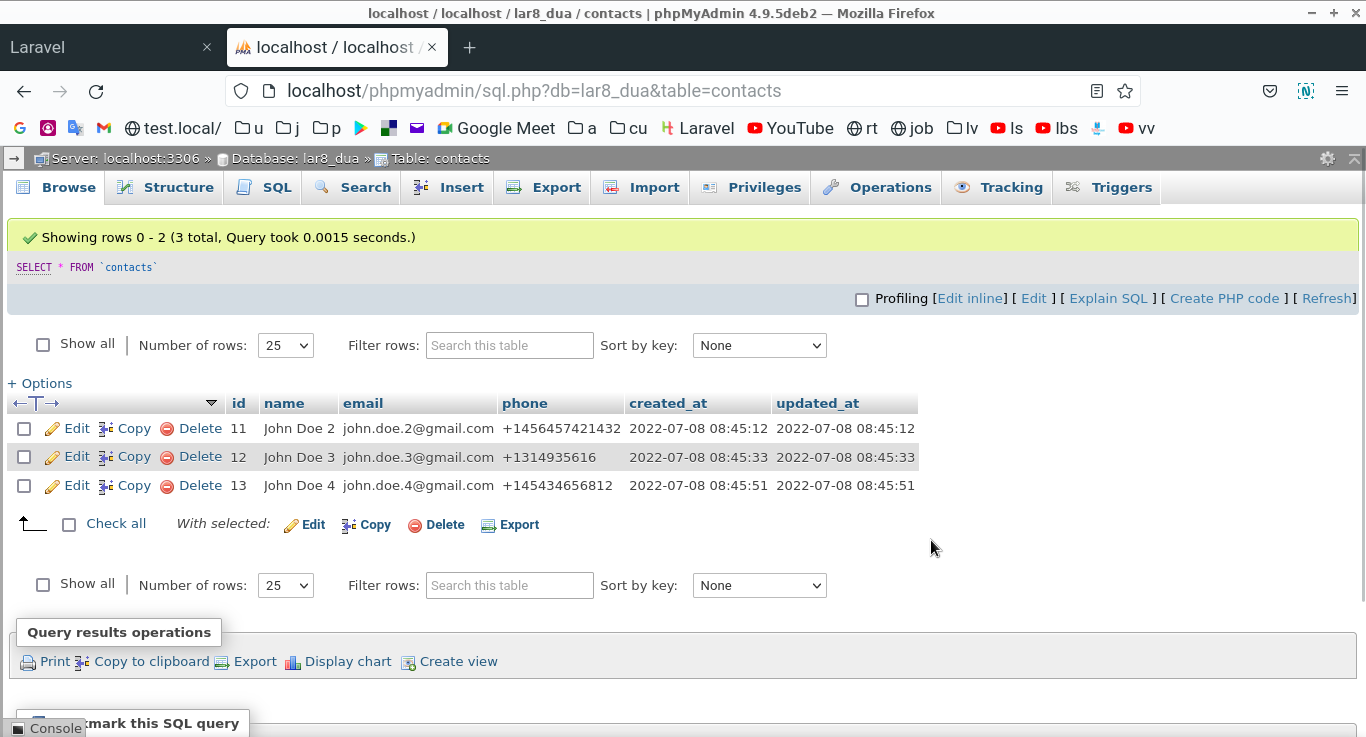 localhost / localhost / lar8_dua / contacts | phpMyAdmin 4.9.5deb2 — Mozilla Firefox
Laravel
localhost / localhost /
localhost/phpmyadmin/sql.php?db=lar8_dua&table=contacts
test.local/ u j p Google Meet a cu Laravel YouTube rt job lv ls lbs vv
Server: localhost:3306 » Database: lar8_dua » Table: contacts
Browse Structure SQL Search Insert Export Import Privileges Operations Tracking Triggers
Showing rows 0 - 2 (3 total, Query took 0.0015 seconds.)
SELECT * FROM `contacts`
Profiling [Edit inline] [ Edit ] [ Explain SQL ] [ Create PHP code ] [ Refresh]
Show all | Number of rows: 25 Filter rows: Search this table Sort by key: None
+ Options
←T→ id name email phone created_at updated_at
Edit Copy Delete 11 John Doe 2 john.doe.2@gmail.com +1456457421432 2022-07-08 08:45:12 2022-07-08 08:45:12
Edit Copy Delete 12 John Doe 3 john.doe.3@gmail.com +1314935616 2022-07-08 08:45:33 2022-07-08 08:45:33
Edit Copy Delete 13 John Doe 4 john.doe.4@gmail.com +145434656812 2022-07-08 08:45:51 2022-07-08 08:45:51
Check all With selected: Edit Copy Delete Export
Show all | Number of rows: 25 Filter rows: Search this table Sort by key: None
Query results operations
Print Copy to clipboard Export Display chart Create view
kmark this SQL query
Console